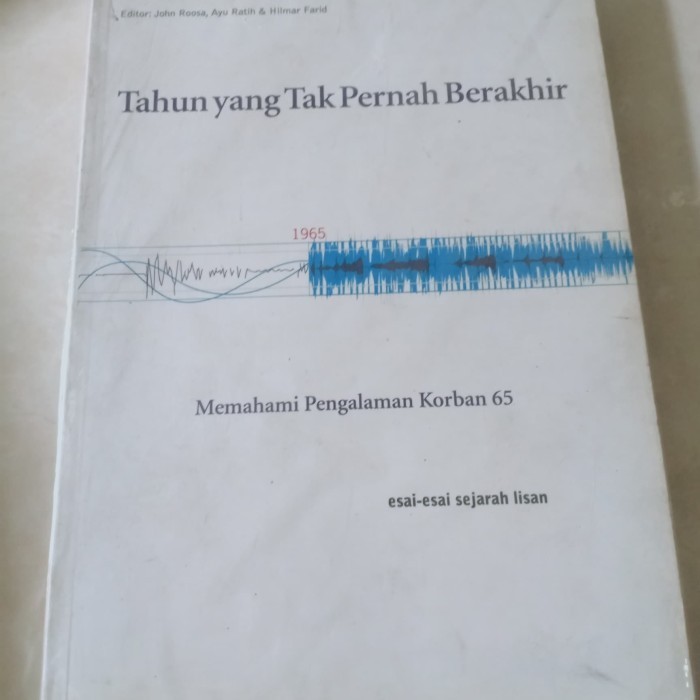 Editor: John Roosa, Ayu Ratih & Hilmar Farid
Tahun yang Tak Pernah Berakhir
1965
Memahami Pengalaman Korban 65
esai-esai sejarah lisan